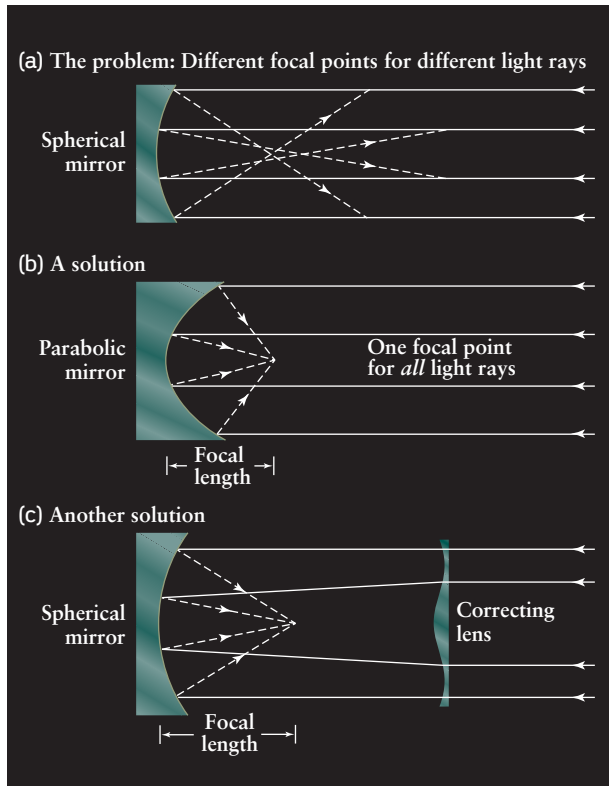 (a) The problem: Different focal points for different light rays
Spherical
mirror
(b) A solution
Parabolic
mirror
One focal point
for all light rays
Focal
length
(c) Another solution
Spherical
mirror
Correcting
lens
Focal
length